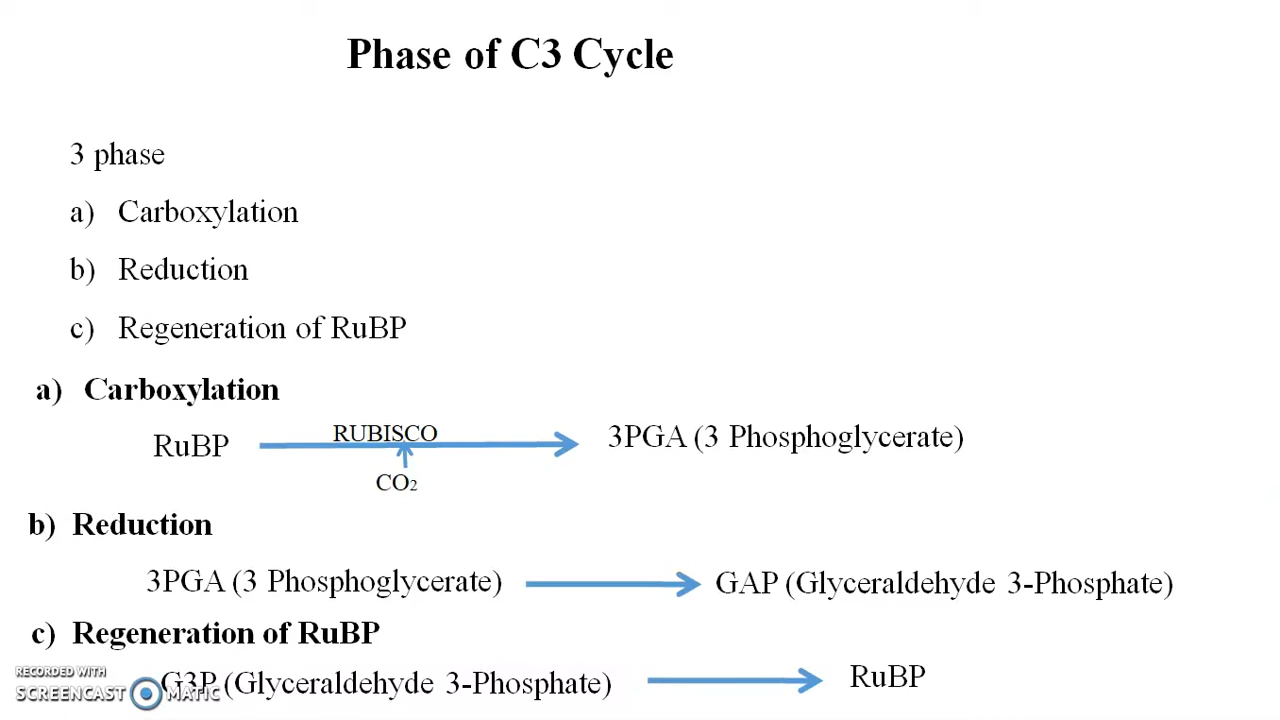 Phase of C3 Cycle
3 phase
a) Carboxylation
b) Reduction
c) Regeneration of RuBP
a) Carboxylation
RuBP RUBISCO 3PGA (3 Phosphoglycerate)
CO₂
b) Reduction
3PGA (3 Phosphoglycerate) GAP (Glyceraldehyde 3-Phosphate)
c) Regeneration of RuBP
G3P (Glyceraldehyde 3-Phosphate) RuBP
RECORDED WITH
SCREENCAST MATIC